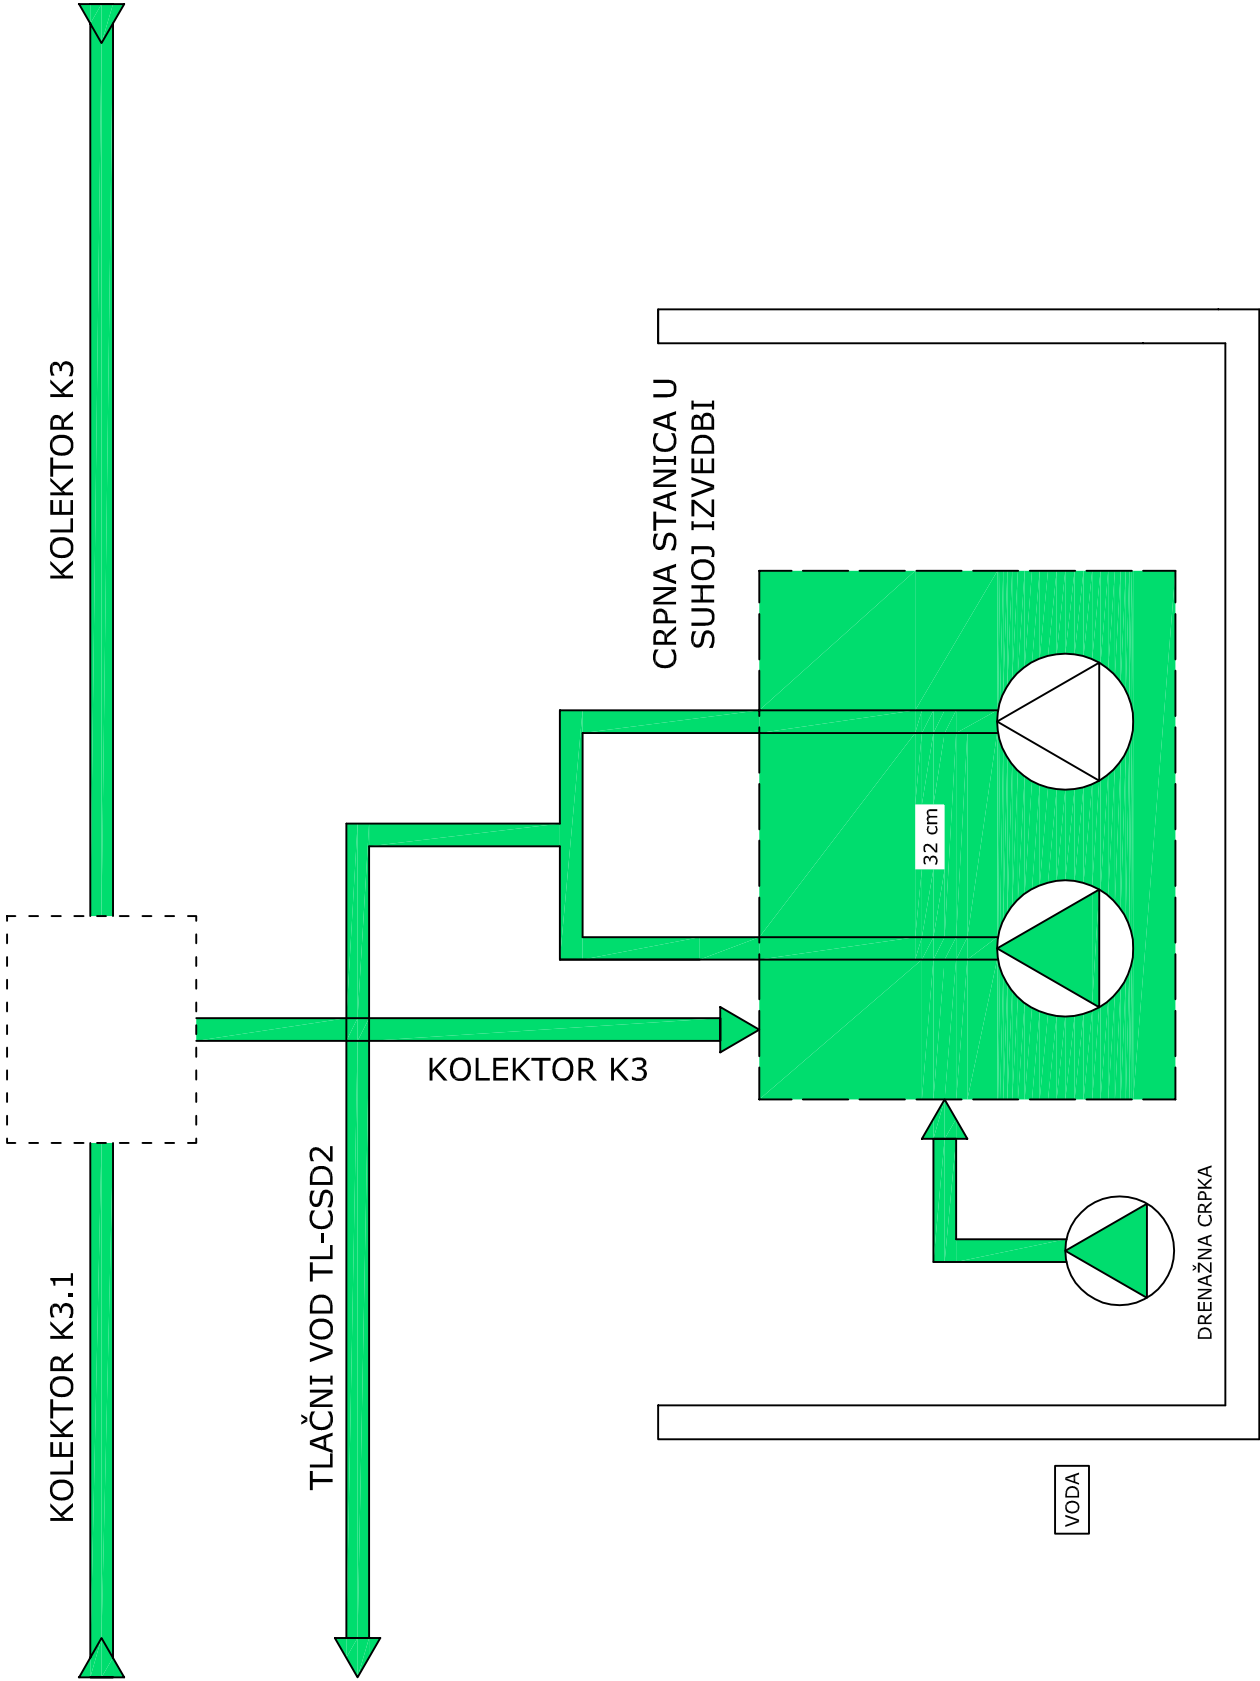 KOLEKTOR K3.1
KOLEKTOR K3
TLAČNI VOD TL-CSD2
KOLEKTOR K3
CRPNA STANICA U
SUHOJ IZVEDBI
32 cm
DRENAŽNA CRPKA
VODA